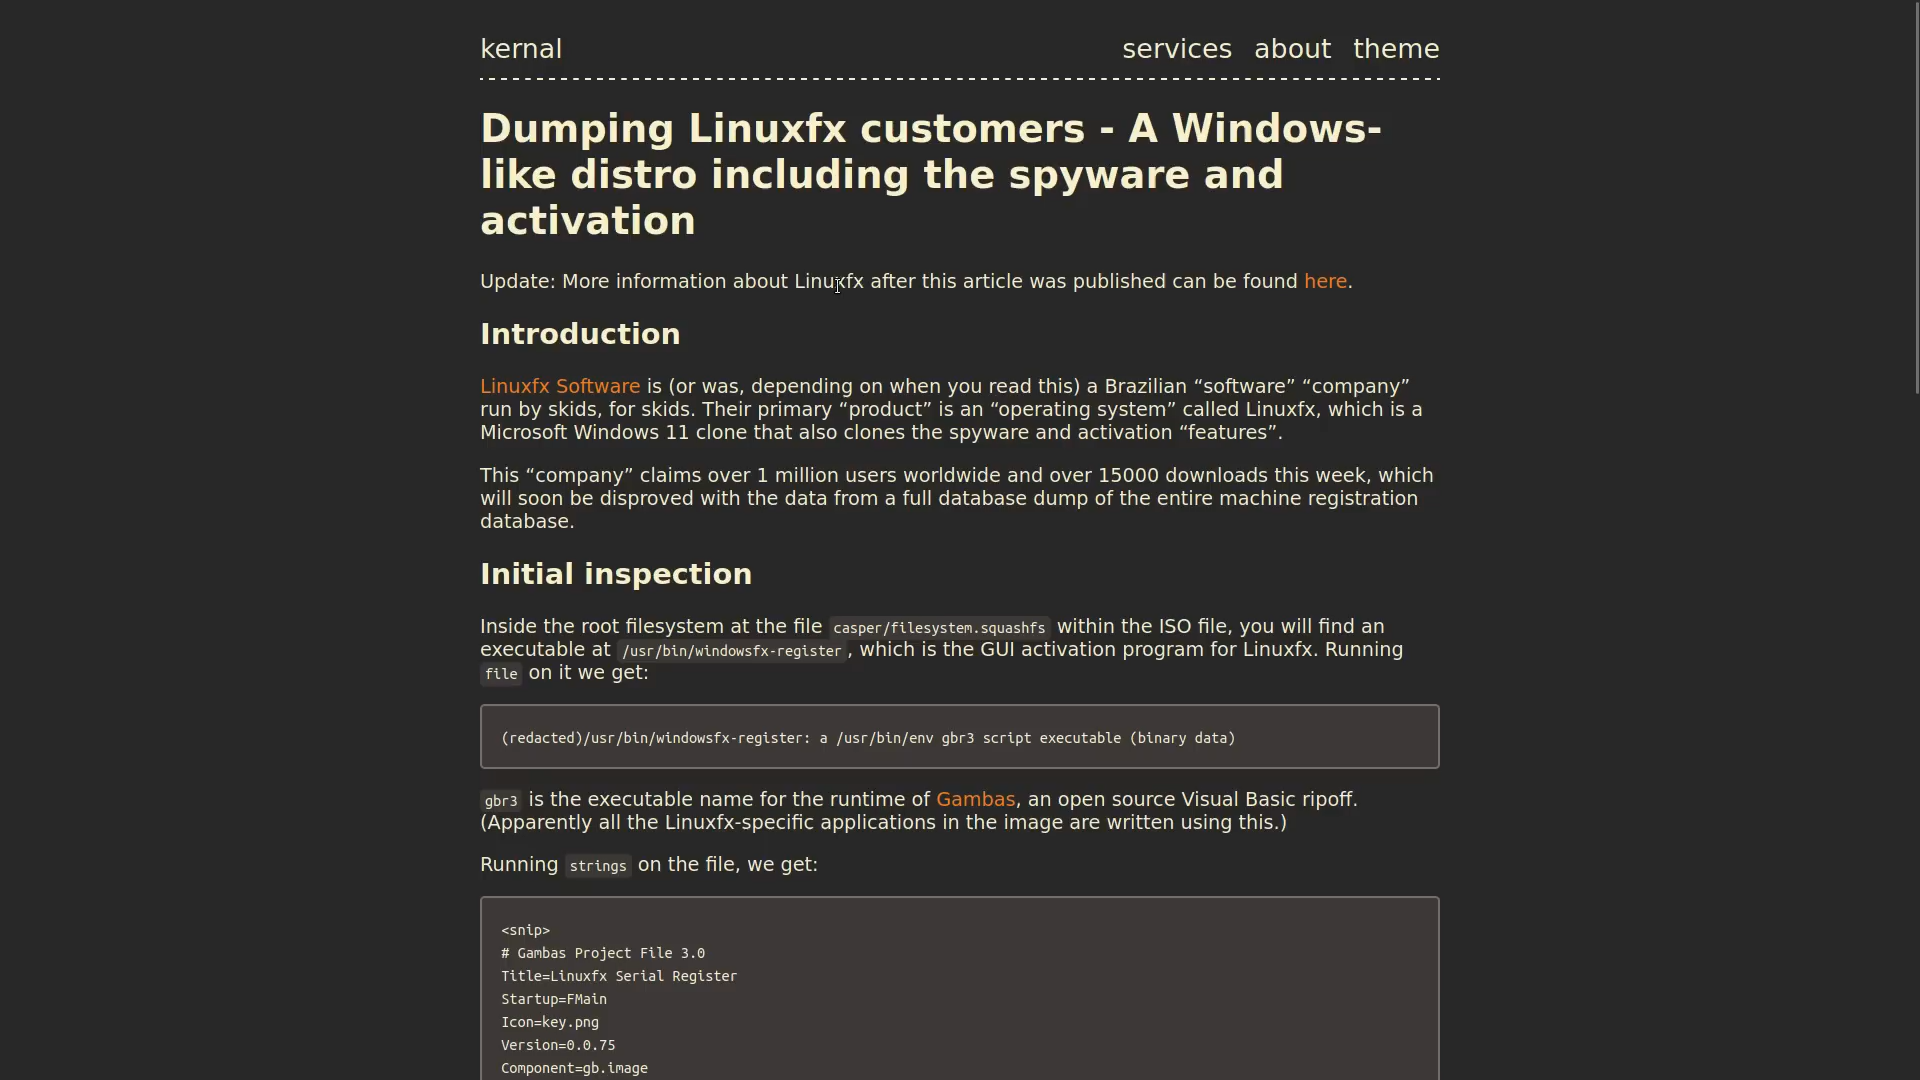 kernal
services about theme
Dumping Linuxfx customers - A Windows-
like distro including the spyware and
activation
Update: More information about Linuxfx after this article was published can be found here.
Introduction
Linuxfx Software is (or was, depending on when you read this) a Brazilian “software” “company”
run by skids, for skids. Their primary “product” is an “operating system” called Linuxfx, which is a
Microsoft Windows 11 clone that also clones the spyware and activation “features”.
This “company” claims over 1 million users worldwide and over 15000 downloads this week, which
will soon be disproved with the data from a full database dump of the entire machine registration
database.
Initial inspection
Inside the root filesystem at the file casper/filesystem.squashfs within the ISO file, you will find an
executable at /usr/bin/windowsfx-register, which is the GUI activation program for Linuxfx. Running
file on it we get:
(redacted)/usr/bin/windowsfx-register: a /usr/bin/env gbr3 script executable (binary data)
gbr3 is the executable name for the runtime of Gambas, an open source Visual Basic ripoff.
(Apparently all the Linuxfx-specific applications in the image are written using this.)
Running strings on the file, we get:
<snip>
# Gambas Project File 3.0
Title=Linuxfx Serial Register
Startup=FMain
Icon=key.png
Version=0.0.75
Component=gb.image